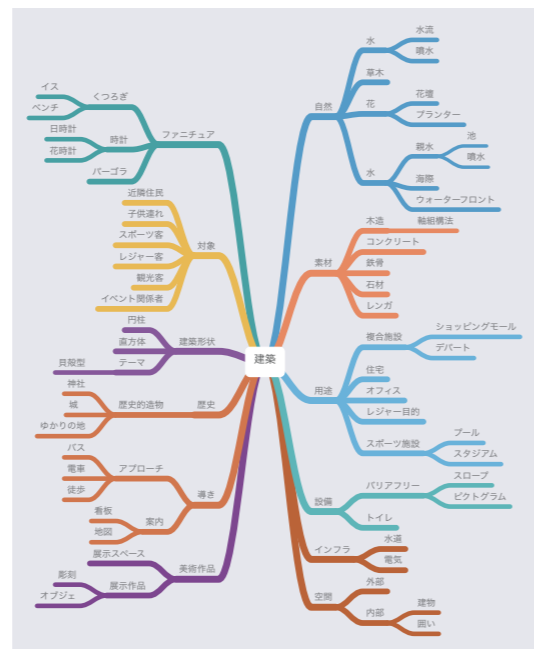 建築
自然
水
水流
噴水
草木
花
花壇
プランター
水
親水
池
噴水
海際
ウォーターフロント
素材
木造
軸組構法
コンクリート
鉄骨
石材
レンガ
用途
複合施設
ショッピングモール
デパート
住宅
オフィス
レジャー目的
スポーツ施設
プール
スタジアム
設備
バリアフリー
スロープ
ピクトグラム
トイレ
インフラ
水道
電気
空間
外部
内部
建物
囲い
ファニチュア
くつろぎ
イス
ベンチ
時計
日時計
花時計
パーゴラ
対象
近隣住民
子供連れ
スポーツ客
レジャー客
観光客
イベント関係者
建築形状
円柱
直方体
テーマ
貝殻型
歴史
歴史的造物
神社
城
ゆかりの地
導き
アプローチ
バス
電車
徒歩
案内
看板
地図
美術作品
展示スペース
展示作品
彫刻
オブジェ